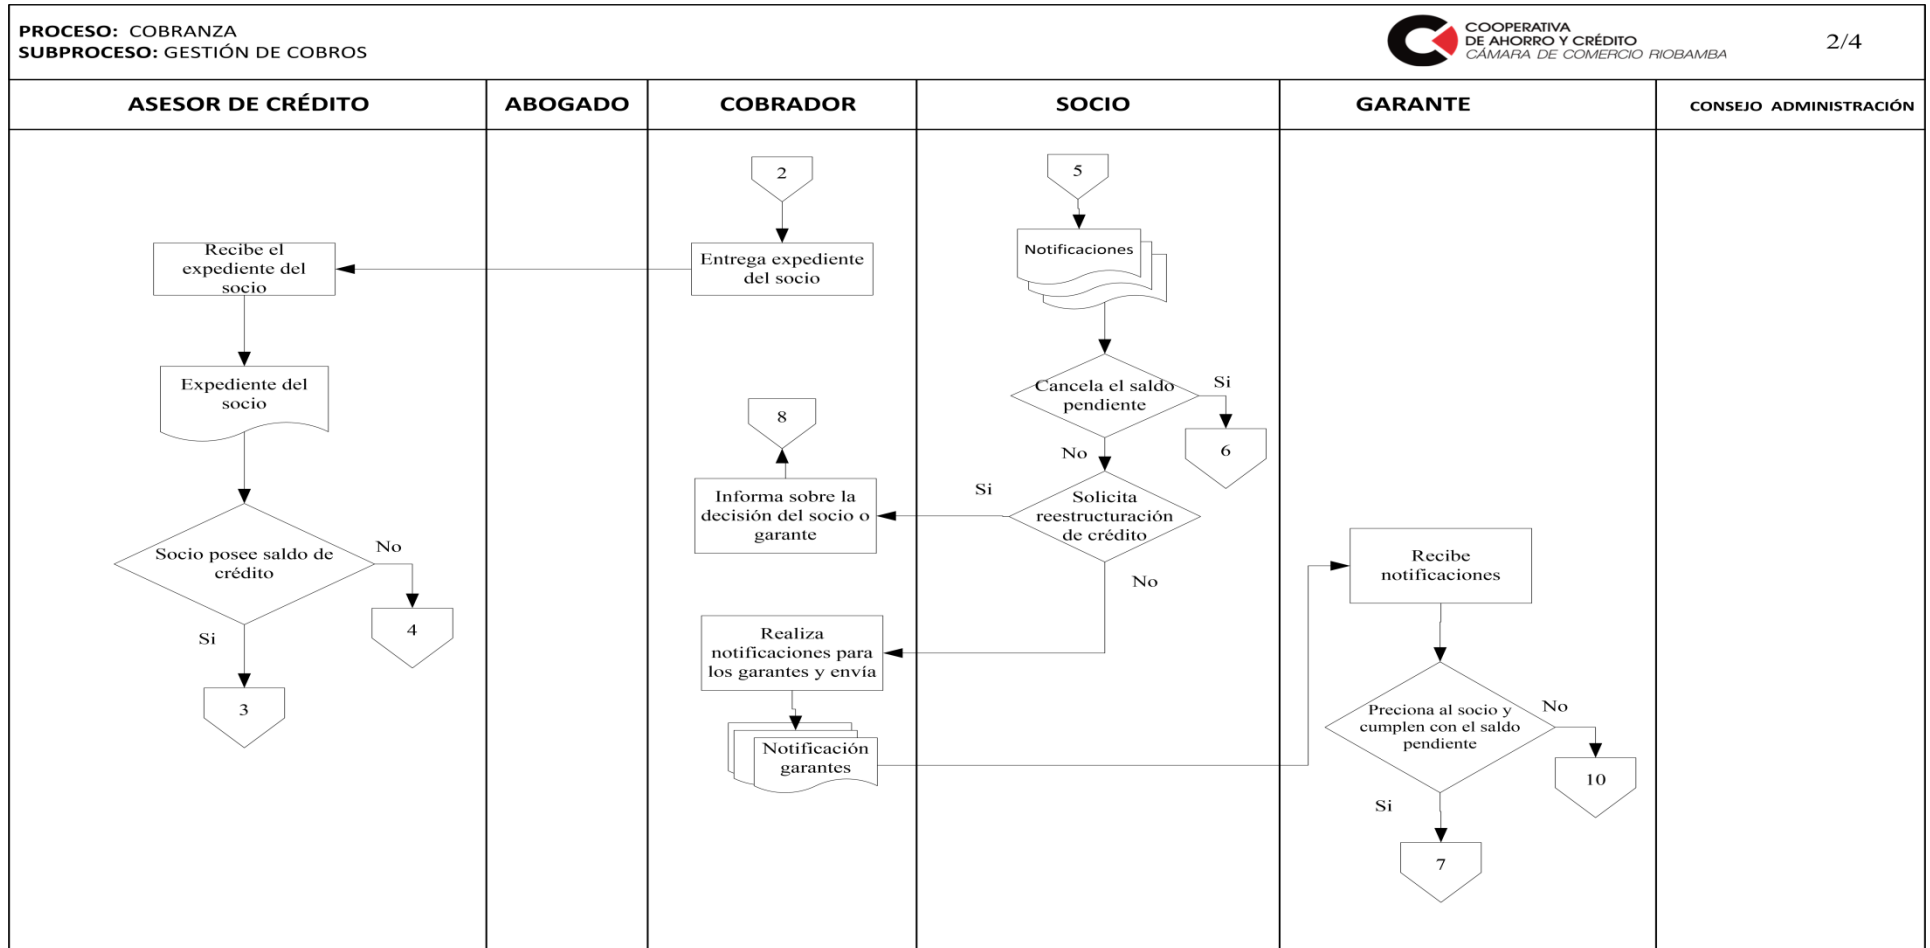 PROCESO: COBRANZA
SUBPROCESO: GESTIÓN DE COBROS
COOPERATIVA
DE AHORRO Y CRÉDITO
CÁMARA DE COMERCIO RIOBAMBA
2/4
ASESOR DE CRÉDITO
ABOGADO
COBRADOR
SOCIO
GARANTE
CONSEJO ADMINISTRACIÓN
Recibe el
expediente del
socio
Expediente del
socio
Socio posee saldo de
crédito
No
4
Si
3
2
Entrega expediente
del socio
8
Informa sobre la
decisión del socio o
garante
Realiza
notificaciones para
los garantes y envía
Notificación
garantes
5
Notificaciones
Cancela el saldo
pendiente
Si
6
No
Solicita
reestructuración
de crédito
Si
No
Recibe
notificaciones
Preciona al socio y
cumplen con el saldo
pendiente
No
10
Si
7